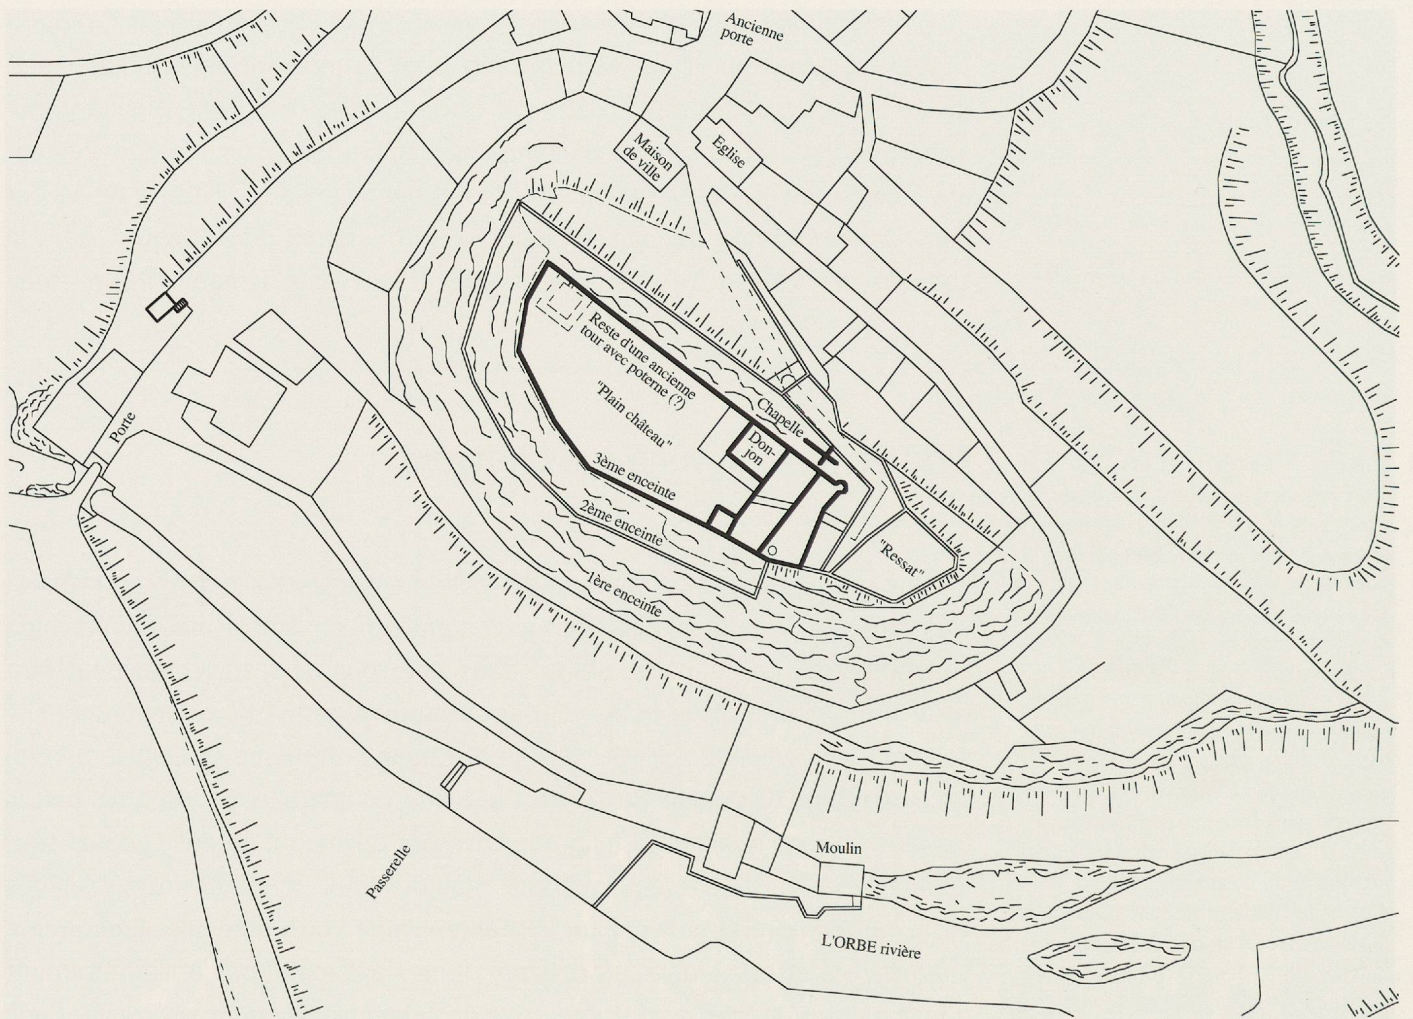 Ancienne
porte
Maison
de ville
Eglise
Reste d'une ancienne
tour avec poterne (?)
"Plain château"
Chapelle
Don-
jon
Porte
3ème enceinte
2ème enceinte
"Ressat"
1ère enceinte
Moulin
Passerelle
L'ORBE rivière